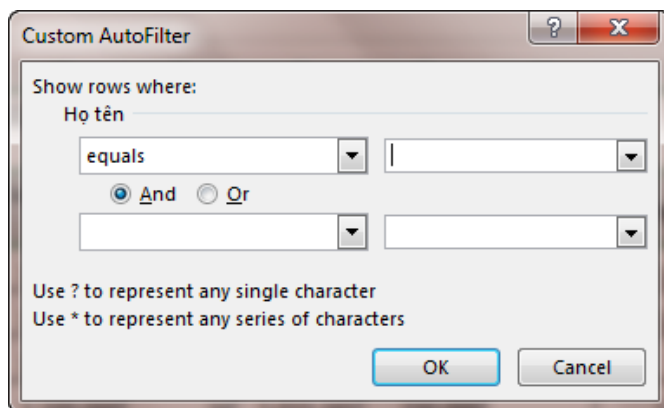 Custom AutoFilter
Show rows where:
Họ tên
equals
And Or
Use ? to represent any single character
Use * to represent any series of characters
OK Cancel